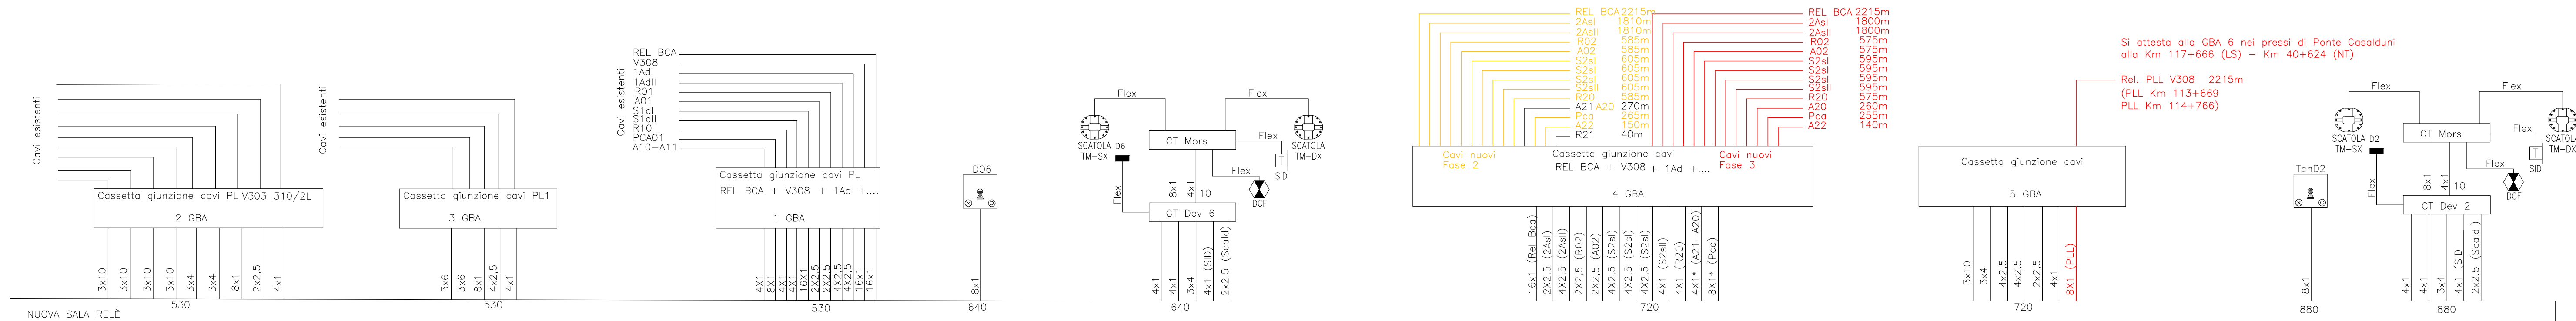 Cavi esistenti
Cassetta giunzione cavi PL V303 310/2L
2 GBA
3x10
3x10
3x10
3x10
3x4
3x4
8x1
2x2,5
4x1
530
Cavi esistenti
Cassetta giunzione cavi PL1
3 GBA
3x6
3x6
8x1
4x2,5
4x1
530
Cavi esistenti
REL BCA
V308
1AdI
1AdII
R01
A01
S1dI
S1dII
R10
PCA01
A10-A11
Cassetta giunzione cavi PL
REL BCA + V308 + 1Ad +....
1 GBA
4X1
8X1
4X1
4X1
16X1
2X2,5
2X2,5
4X2,5
4X2,5
16x1
16X1
530
D06
8x1
640
Flex
Flex
SCATOLA D6
TM-SX
CT Mors
Flex
SCATOLA
TM-DX
SID
Flex
Flex
8x1
4x1
10
DCF
CT Dev 6
4x1
4x1
3x4
4x1 (SID)
2x2.5 (Scald)
640
REL BCA 2215m
2AsI 1810m
2AsII 1810m
R02 585m
A02 585m
S2sI 605m
S2sI 605m
S2sI 605m
S2sII 605m
R20 585m
A21 A20 270m
Pca 265m
A22 150m
R21 40m
REL BCA 2215m
2AsI 1800m
2AsII 1800m
R02 575m
A02 575m
S2sI 595m
S2sI 595m
S2sI 595m
S2sII 595m
R20 575m
A20 260m
Pca 255m
A22 140m
Cavi nuovi
Fase 2
Cassetta giunzione cavi
REL BCA + V308 + 1Ad +....
Cavi nuovi
Fase 3
4 GBA
16x1 (Rel Bca)
2X2,5 (2AsI)
4X2,5 (2AsII)
2X2,5 (R02)
2X2,5 (A02)
4X2,5 (S2sI)
4X2,5 (S2sI)
4X2,5 (S2sI)
4X1 (S2sII)
4X1 (R20)
4X1* (A21-A20)
8X1* (Pca)
720
Si attesta alla GBA 6 nei pressi di Ponte Casalduni
alla Km 117+666 (LS) - Km 40+624 (NT)
Rel. PLL V308 2215m
(PLL Km 113+669
PLL Km 114+766)
Cassetta giunzione cavi
5 GBA
3x10
3x4
4x2,5
4x2,5
2x2,5
4x1
8X1 (PLL)
720
TchD2
8x1
880
Flex
Flex
SCATOLA D2
TM-SX
CT Mors
Flex
SCATOLA
TM-DX
SID
Flex
Flex
8x1
4x1
10
DCF
CT Dev 2
4x1
4x1
3x4
4x1 (SID
2x2,5 (Scald.)
880
NUOVA SALA RELÈ